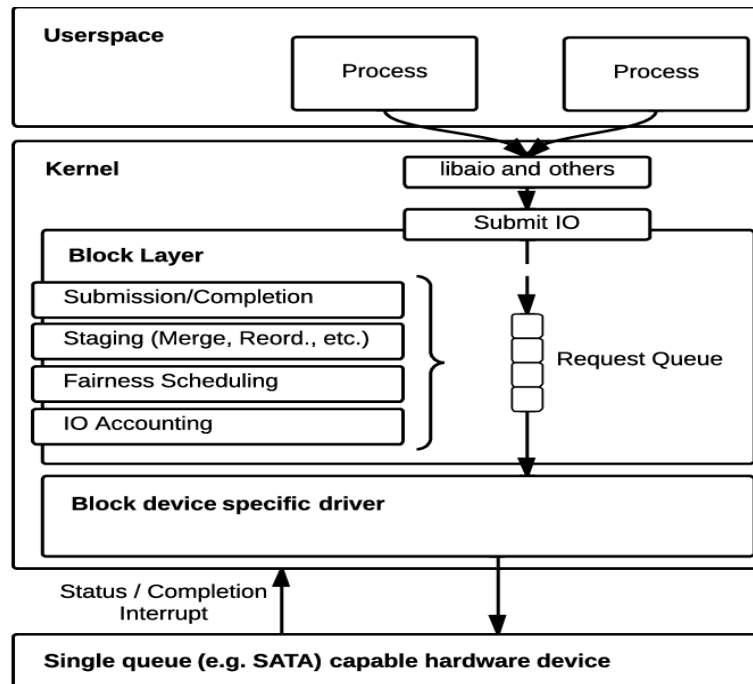 Userspace
Process
Process
Kernel
libaio and others
Submit IO
Block Layer
Submission/Completion
Staging (Merge, Reord., etc.)
Fairness Scheduling
IO Accounting
Request Queue
Block device specific driver
Status / Completion
Interrupt
Single queue (e.g. SATA) capable hardware device